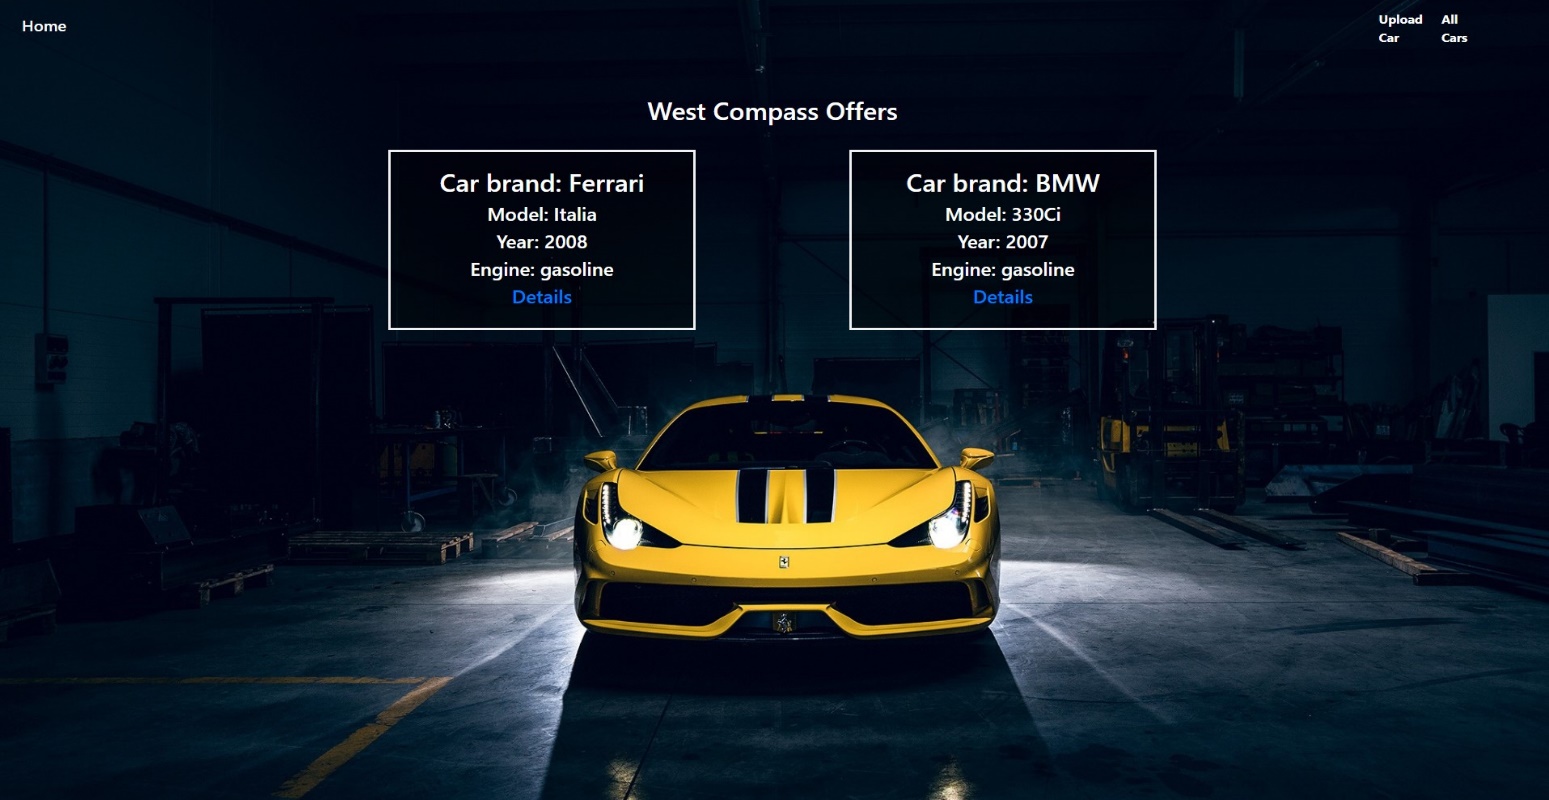 Home
Upload Car
All Cars
West Compass Offers
Car brand: Ferrari
Model: Italia
Year: 2008
Engine: gasoline
Details
Car brand: BMW
Model: 330Ci
Year: 2007
Engine: gasoline
Details